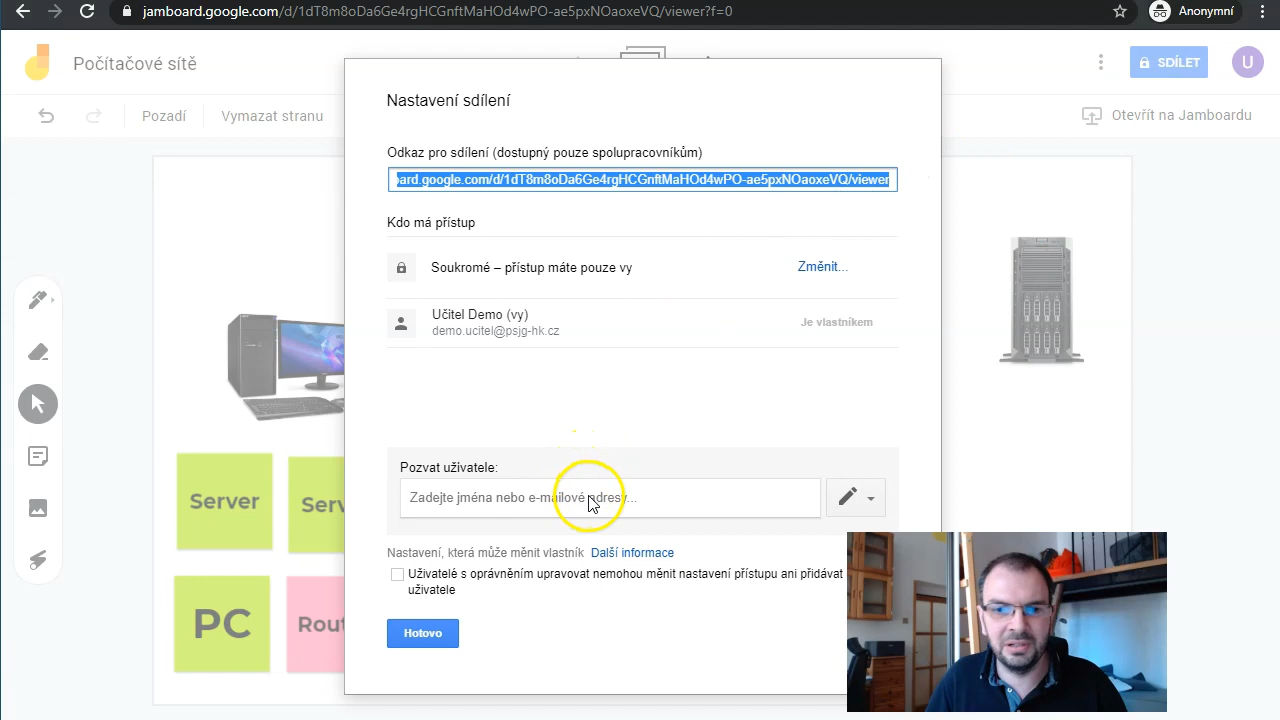 jamboard.google.com/d/1dT8m8oDa6Ge4rgHCGnftMaHOd4wPO-ae5pxNOaoxeVQ/viewer?f=0
Anonymní
Počítačové sítě
SDÍLET
U
Pozadí
Vymazat stranu
Otevřít na Jamboardu
Nastavení sdílení
Odkaz pro sdílení (dostupný pouze spolupracovníkům)
oard.google.com/d/1dT8m8oDa6Ge4rgHCGnftMaHOd4wPO-ae5pxNOaoxeVQ/viewer
Kdo má přístup
Soukromé – přístup máte pouze vy
Změnit...
Učitel Demo (vy)
demo.ucitel@psjg-hk.cz
Je vlastníkem
Pozvat uživatele:
Zadejte jména nebo e-mailové adresy...
Nastavení, která může měnit vlastník Další informace
Uživatelé s oprávněním upravovat nemohou měnit nastavení přístupu ani přidávat
uživatele
Hotovo
Server
Serv
PC
Rout